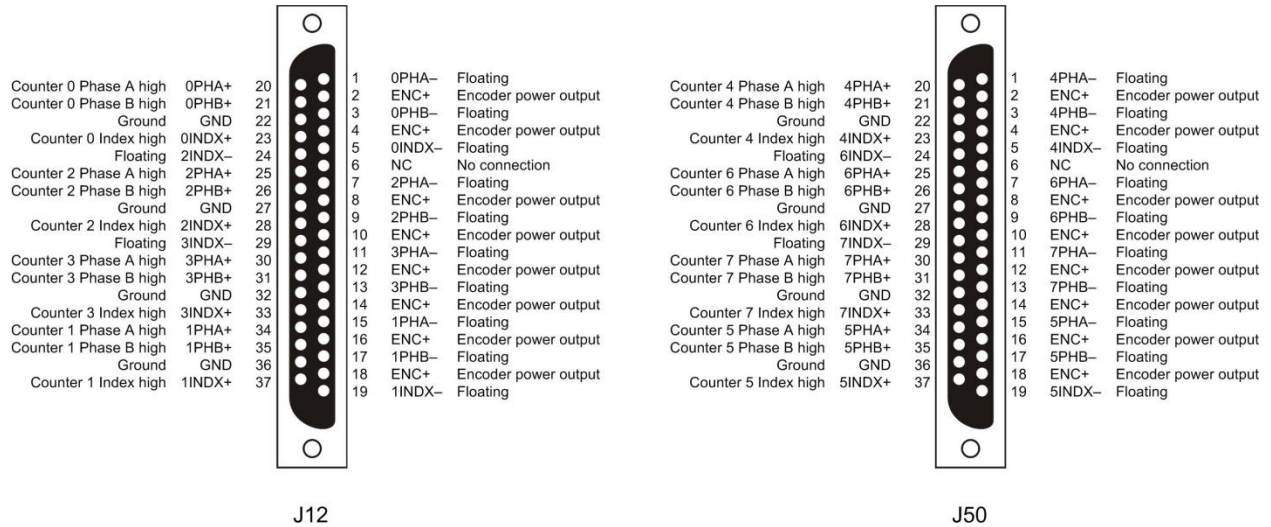 Counter 0 Phase A high 0PHA+ 20
Counter 0 Phase B high 0PHB+ 21
Ground GND 22
Counter 0 Index high 0INDX+ 23
Floating 2INDX– 24
Counter 2 Phase A high 2PHA+ 25
Counter 2 Phase B high 2PHB+ 26
Ground GND 27
Counter 2 Index high 2INDX+ 28
Floating 3INDX– 29
Counter 3 Phase A high 3PHA+ 30
Counter 3 Phase B high 3PHB+ 31
Ground GND 32
Counter 3 Index high 3INDX+ 33
Counter 1 Phase A high 1PHA+ 34
Counter 1 Phase B high 1PHB+ 35
Ground GND 36
Counter 1 Index high 1INDX+ 37
1 0PHA– Floating
2 ENC+ Encoder power output
3 0PHB– Floating
4 ENC+ Encoder power output
5 0INDX– Floating
6 NC No connection
7 2PHA– Floating
8 ENC+ Encoder power output
9 2PHB– Floating
10 ENC+ Encoder power output
11 3PHA– Floating
12 ENC+ Encoder power output
13 3PHB– Floating
14 ENC+ Encoder power output
15 1PHA– Floating
16 ENC+ Encoder power output
17 1PHB– Floating
18 ENC+ Encoder power output
19 1INDX– Floating
J12
Counter 4 Phase A high 4PHA+ 20
Counter 4 Phase B high 4PHB+ 21
Ground GND 22
Counter 4 Index high 4INDX+ 23
Floating 6INDX– 24
Counter 6 Phase A high 6PHA+ 25
Counter 6 Phase B high 6PHB+ 26
Ground GND 27
Counter 6 Index high 6INDX+ 28
Floating 7INDX– 29
Counter 7 Phase A high 7PHA+ 30
Counter 7 Phase B high 7PHB+ 31
Ground GND 32
Counter 7 Index high 7INDX+ 33
Counter 5 Phase A high 5PHA+ 34
Counter 5 Phase B high 5PHB+ 35
Ground GND 36
Counter 5 Index high 5INDX+ 37
1 4PHA– Floating
2 ENC+ Encoder power output
3 4PHB– Floating
4 ENC+ Encoder power output
5 4INDX– Floating
6 NC No connection
7 6PHA– Floating
8 ENC+ Encoder power output
9 6PHB– Floating
10 ENC+ Encoder power output
11 7PHA– Floating
12 ENC+ Encoder power output
13 7PHB– Floating
14 ENC+ Encoder power output
15 5PHA– Floating
16 ENC+ Encoder power output
17 5PHB– Floating
18 ENC+ Encoder power output
19 5INDX– Floating
J50